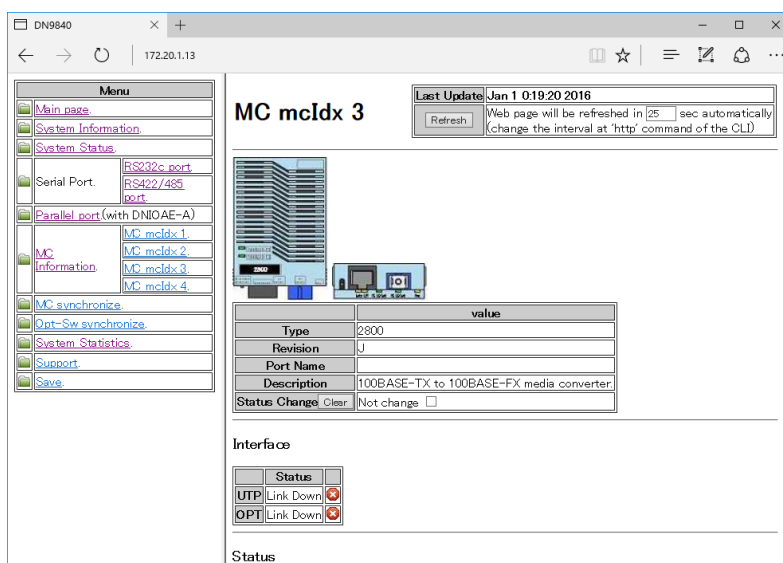 DN9840
172.20.1.13
Menu
Main page.
System Information.
System Status.
Serial Port.
RS232c port.
RS422/485
port.
Parallel port.(with DNIOAE-A)
MC
Information.
MC mcIdx 1.
MC mcIdx 2.
MC mcIdx 3.
MC mcIdx 4.
MC synchronize.
Opt-Sw synchronize.
System Statistics.
Support.
Save.
MC mcIdx 3
Last Update Jan 1 0:19:20 2016
Refresh
Web page will be refreshed in 25 sec automatically
(change the interval at 'http' command of the CLI)
2800
value
Type 2800
Revision J
Port Name
Description 100BASE-TX to 100BASE-FX media converter.
Status Change Clear Not change
Interface
Status
UTP Link Down
OPT Link Down
Status